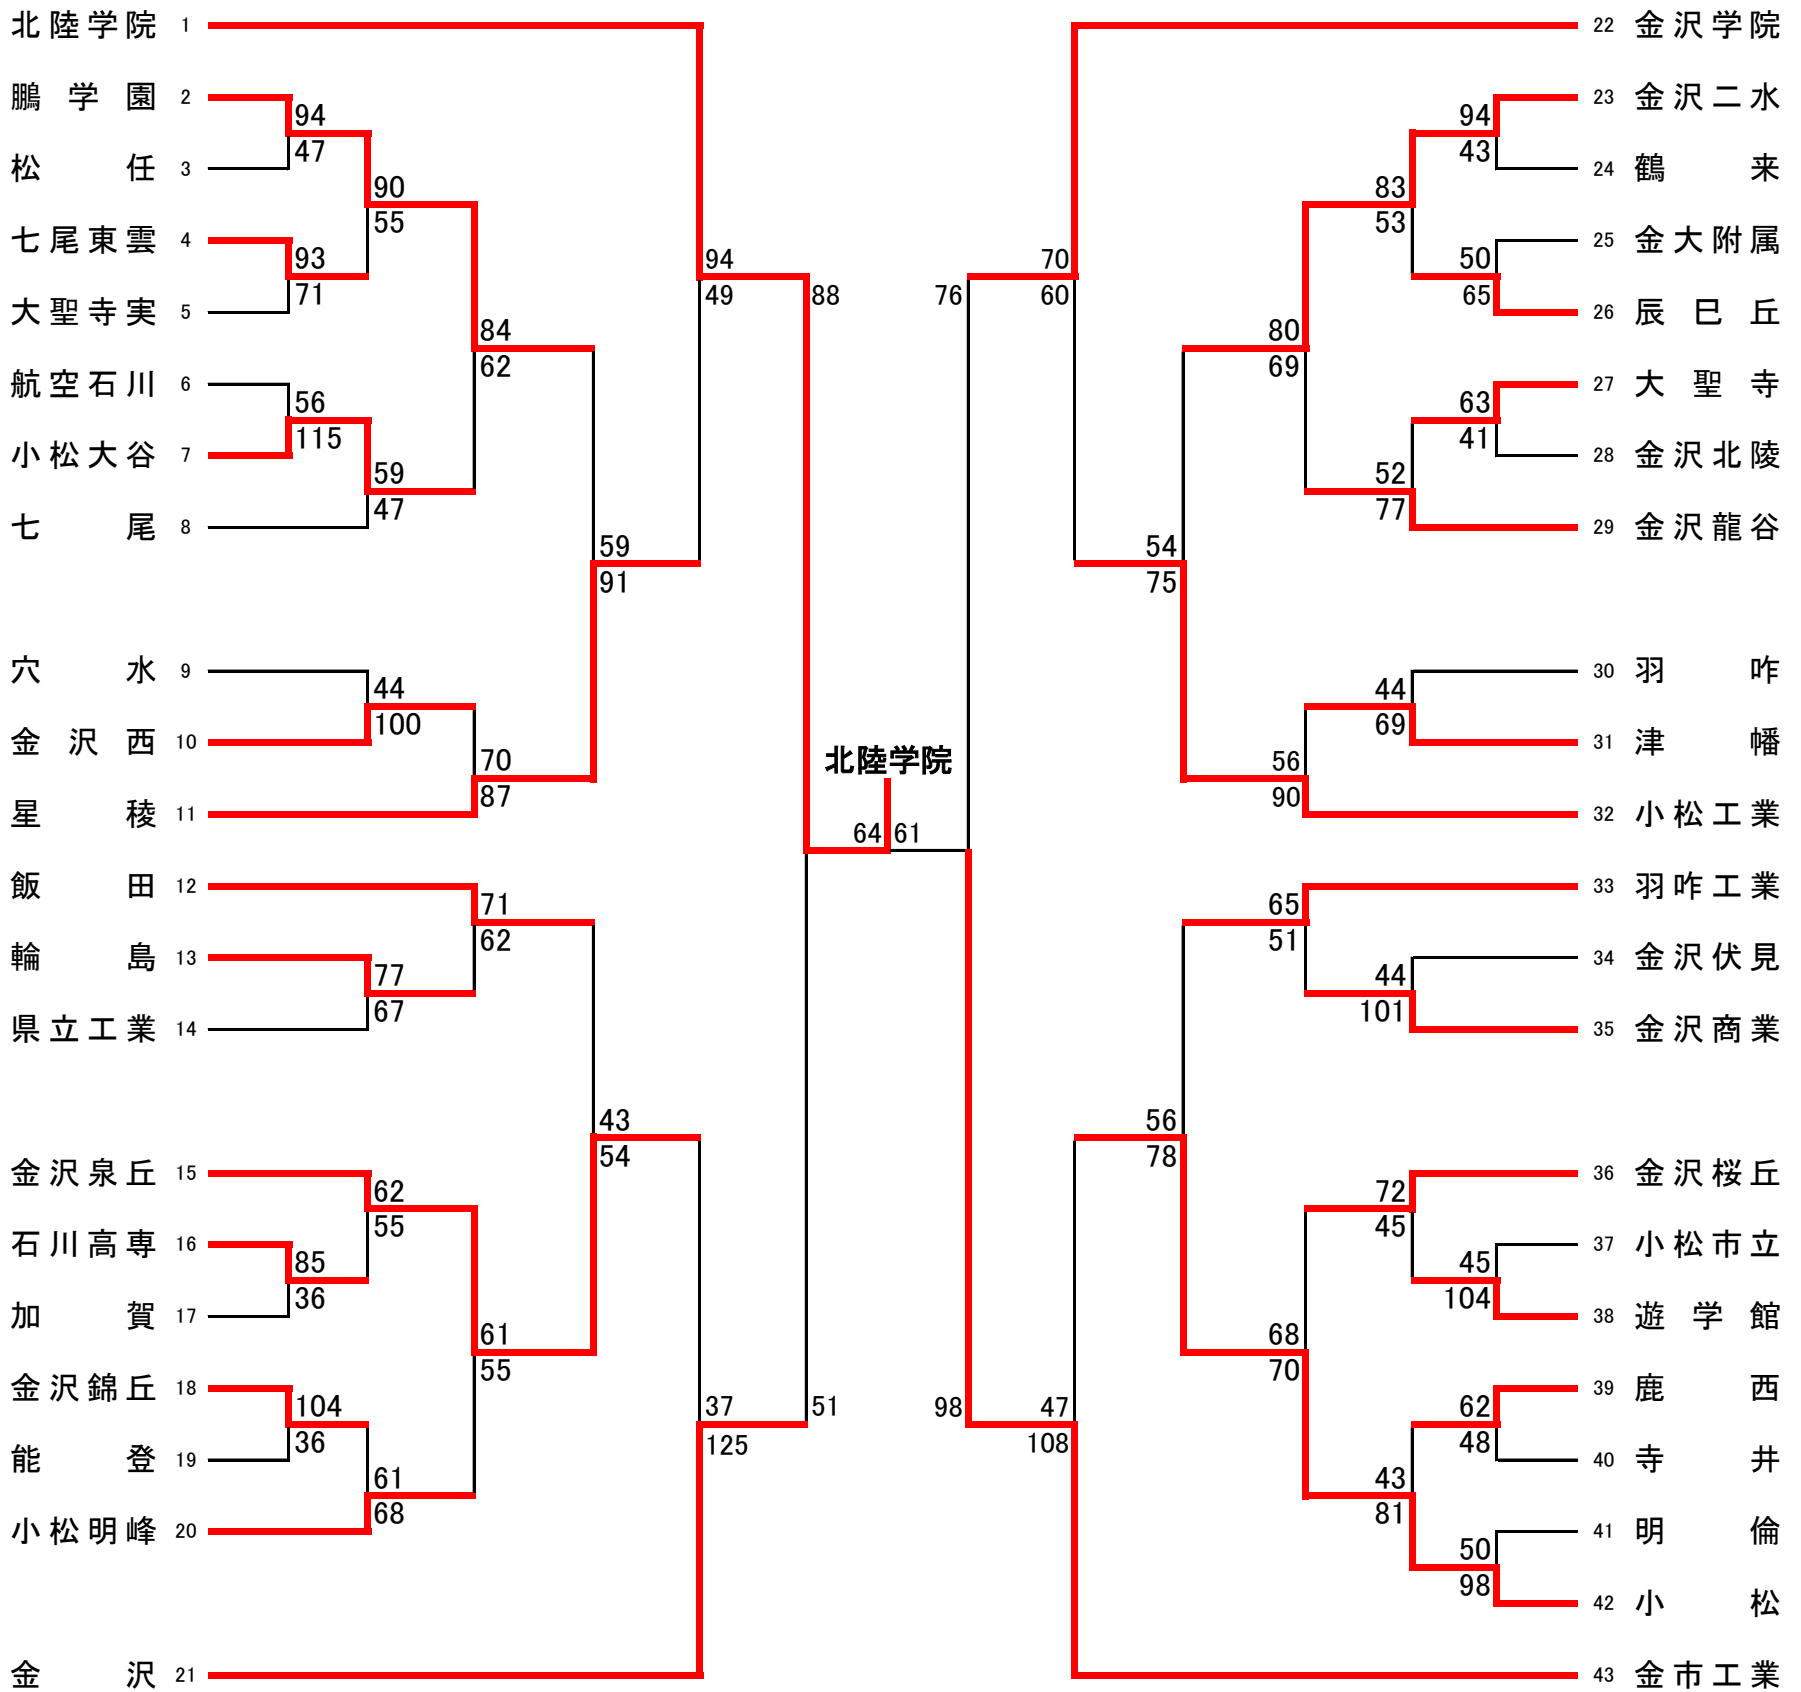 北陸学院 1
鵬学園 2
94
47
松任 3
90
55
七尾東雲 4
93
71
大聖寺実 5
84
62
航空石川 6
56
115
小松大谷 7
59
47
七尾 8
59
91
穴水 9
44
100
金沢西 10
70
87
星稜 11
飯田 12
71
62
輪島 13
77
67
県立工業 14
43
54
金沢泉丘 15
62
55
石川高専 16
85
36
加賀 17
61
55
金沢錦丘 18
104
36
能登 19
61
68
小松明峰 20
金沢 21
94
49
37
125
88
51
北陸学院
64 61
76
98
70
60
47
108
22 金沢学院
23 金沢二水
94
43
24 鶴来
83
53
25 金大附属
50
65
26 辰巳丘
80
69
27 大聖寺
63
41
28 金沢北陵
52
77
29 金沢龍谷
54
75
30 羽咋
44
69
31 津幡
56
90
32 小松工業
33 羽咋工業
65
51
34 金沢伏見
44
101
35 金沢商業
56
78
36 金沢桜丘
72
45
37 小松市立
45
104
38 遊学館
68
70
39 鹿西
62
48
40 寺井
43
81
41 明倫
50
98
42 小松
43 金市工業